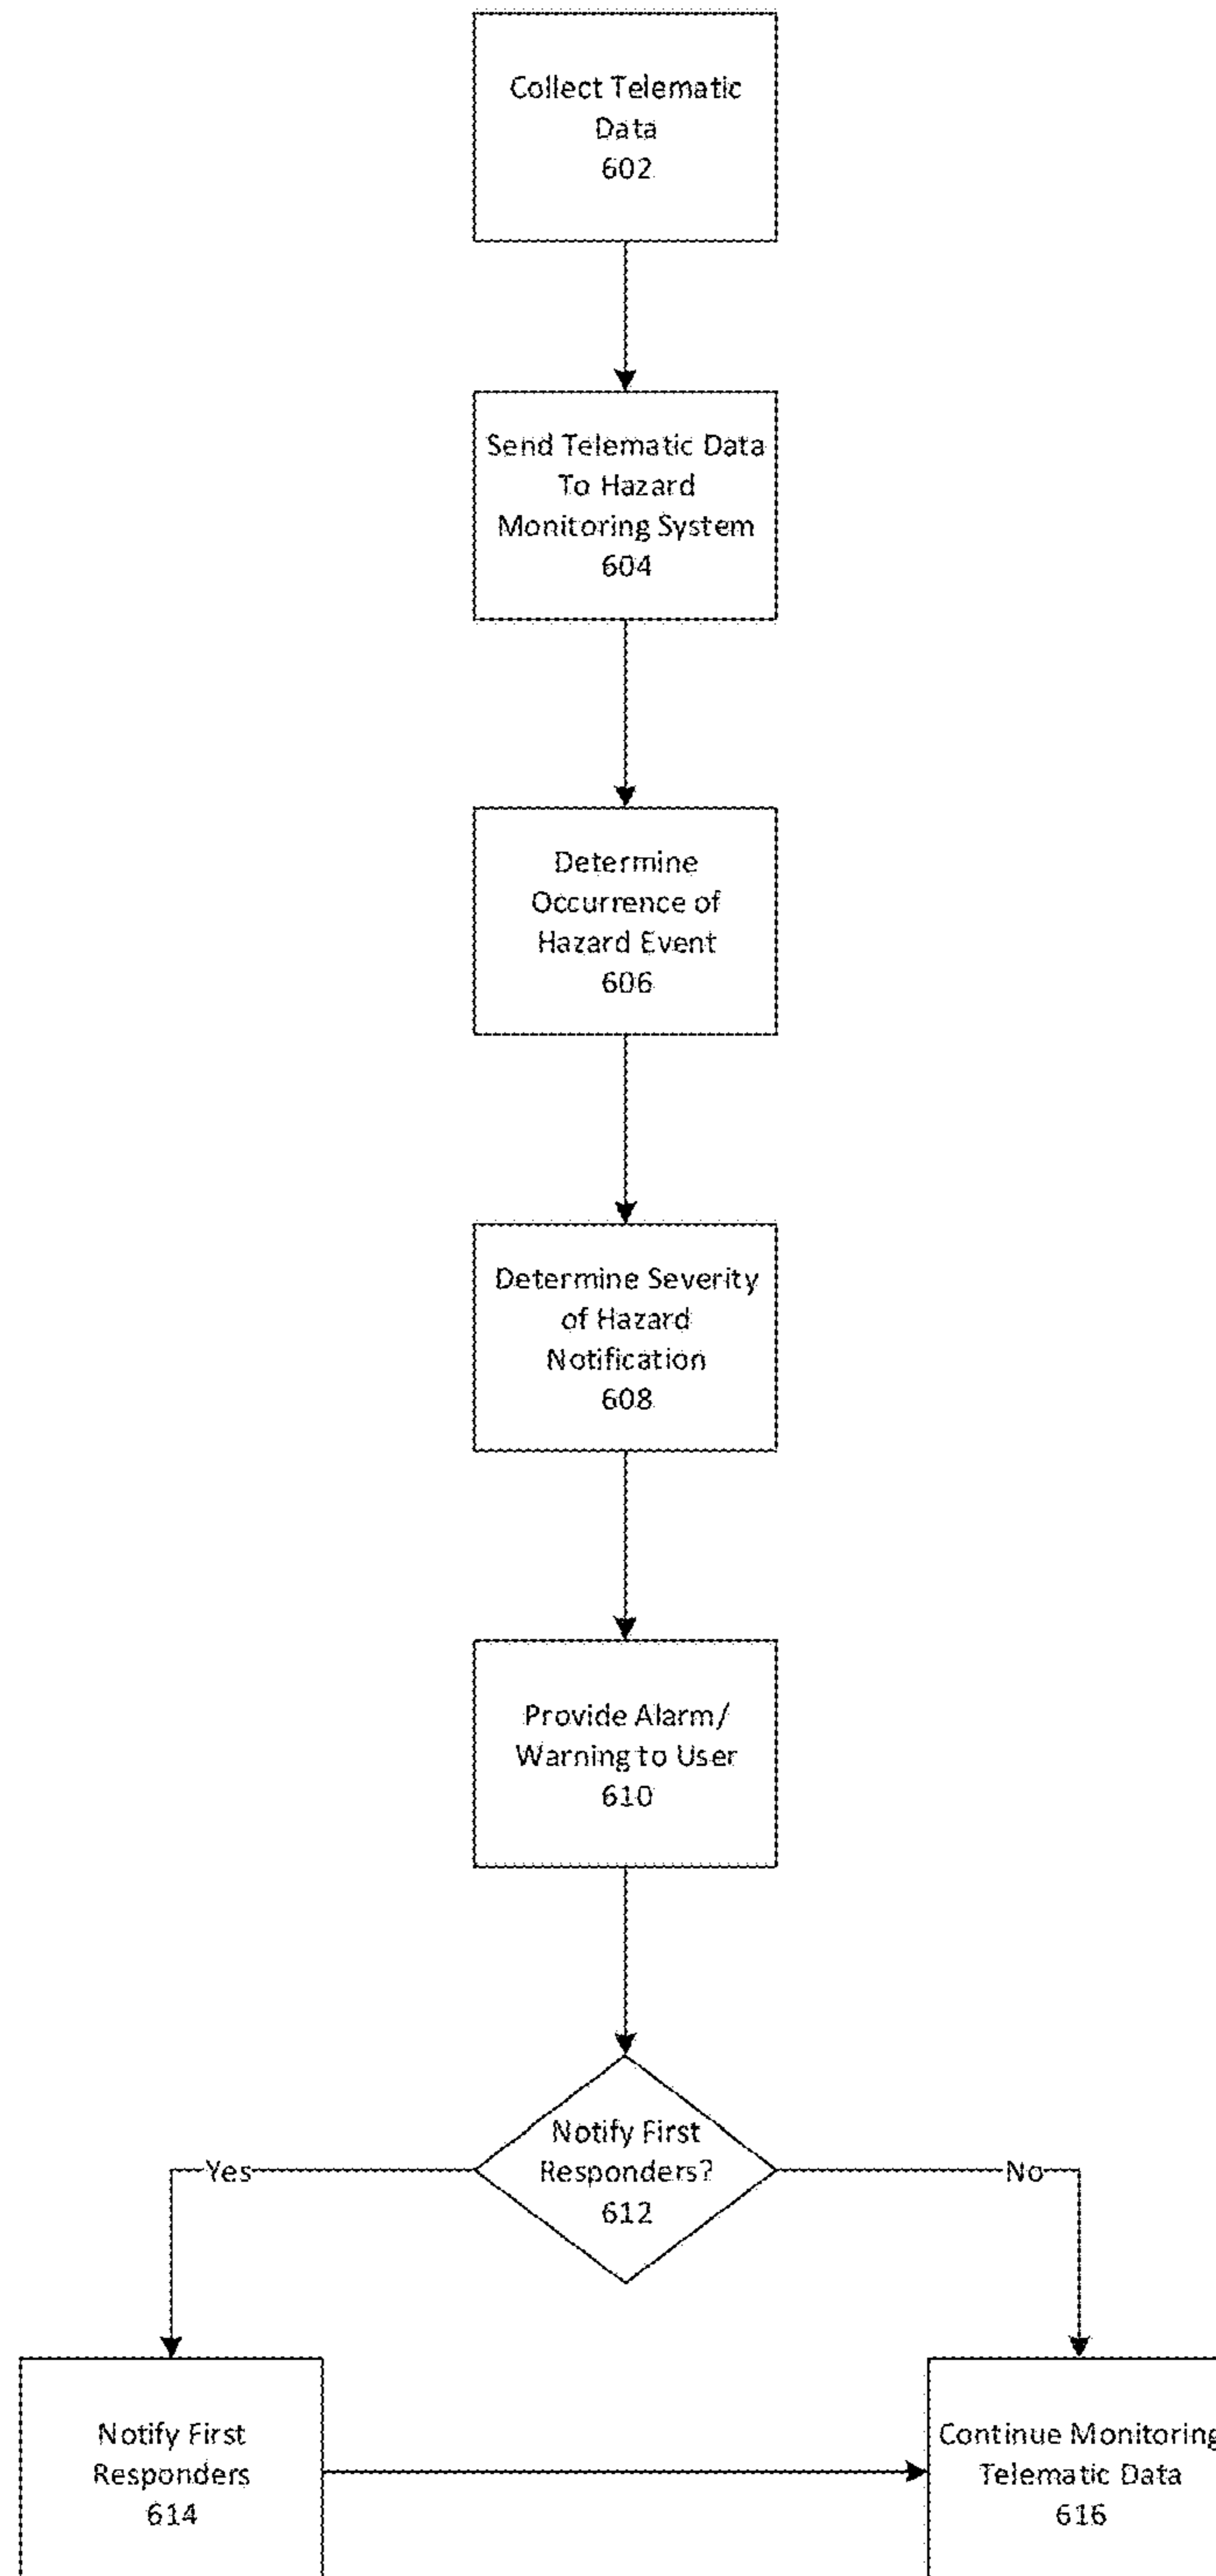 Collect Telematic
Data
602
Send Telematic Data
To Hazard
Monitoring System
604
Determine
Occurrence of
Hazard Event
606
Determine Severity
of Hazard
Notification
608
Provide Alarm/
Warning to User
610
Notify First
Responders?
612
Yes
No
Notify First
Responders
614
Continue Monitoring
Telematic Data
616